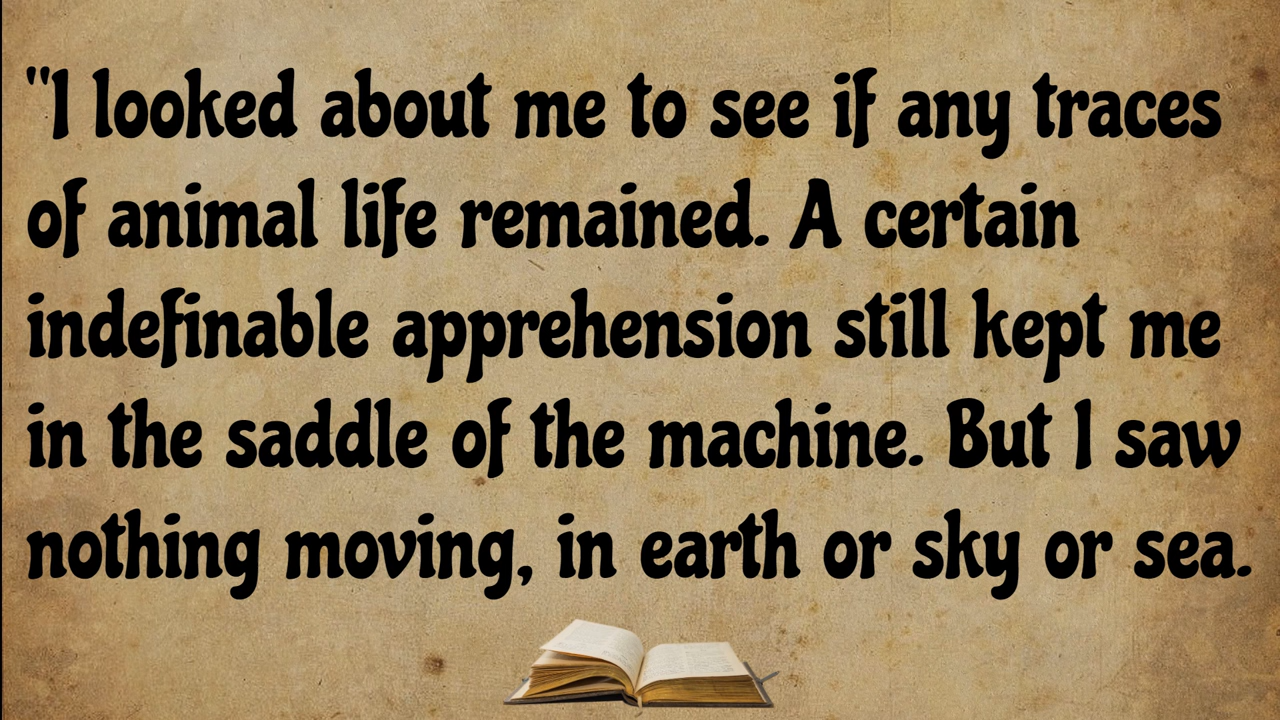 "I looked about me to see if any traces
of animal life remained. A certain
indefinable apprehension still kept me
in the saddle of the machine. But I saw
nothing moving, in earth or sky or sea.